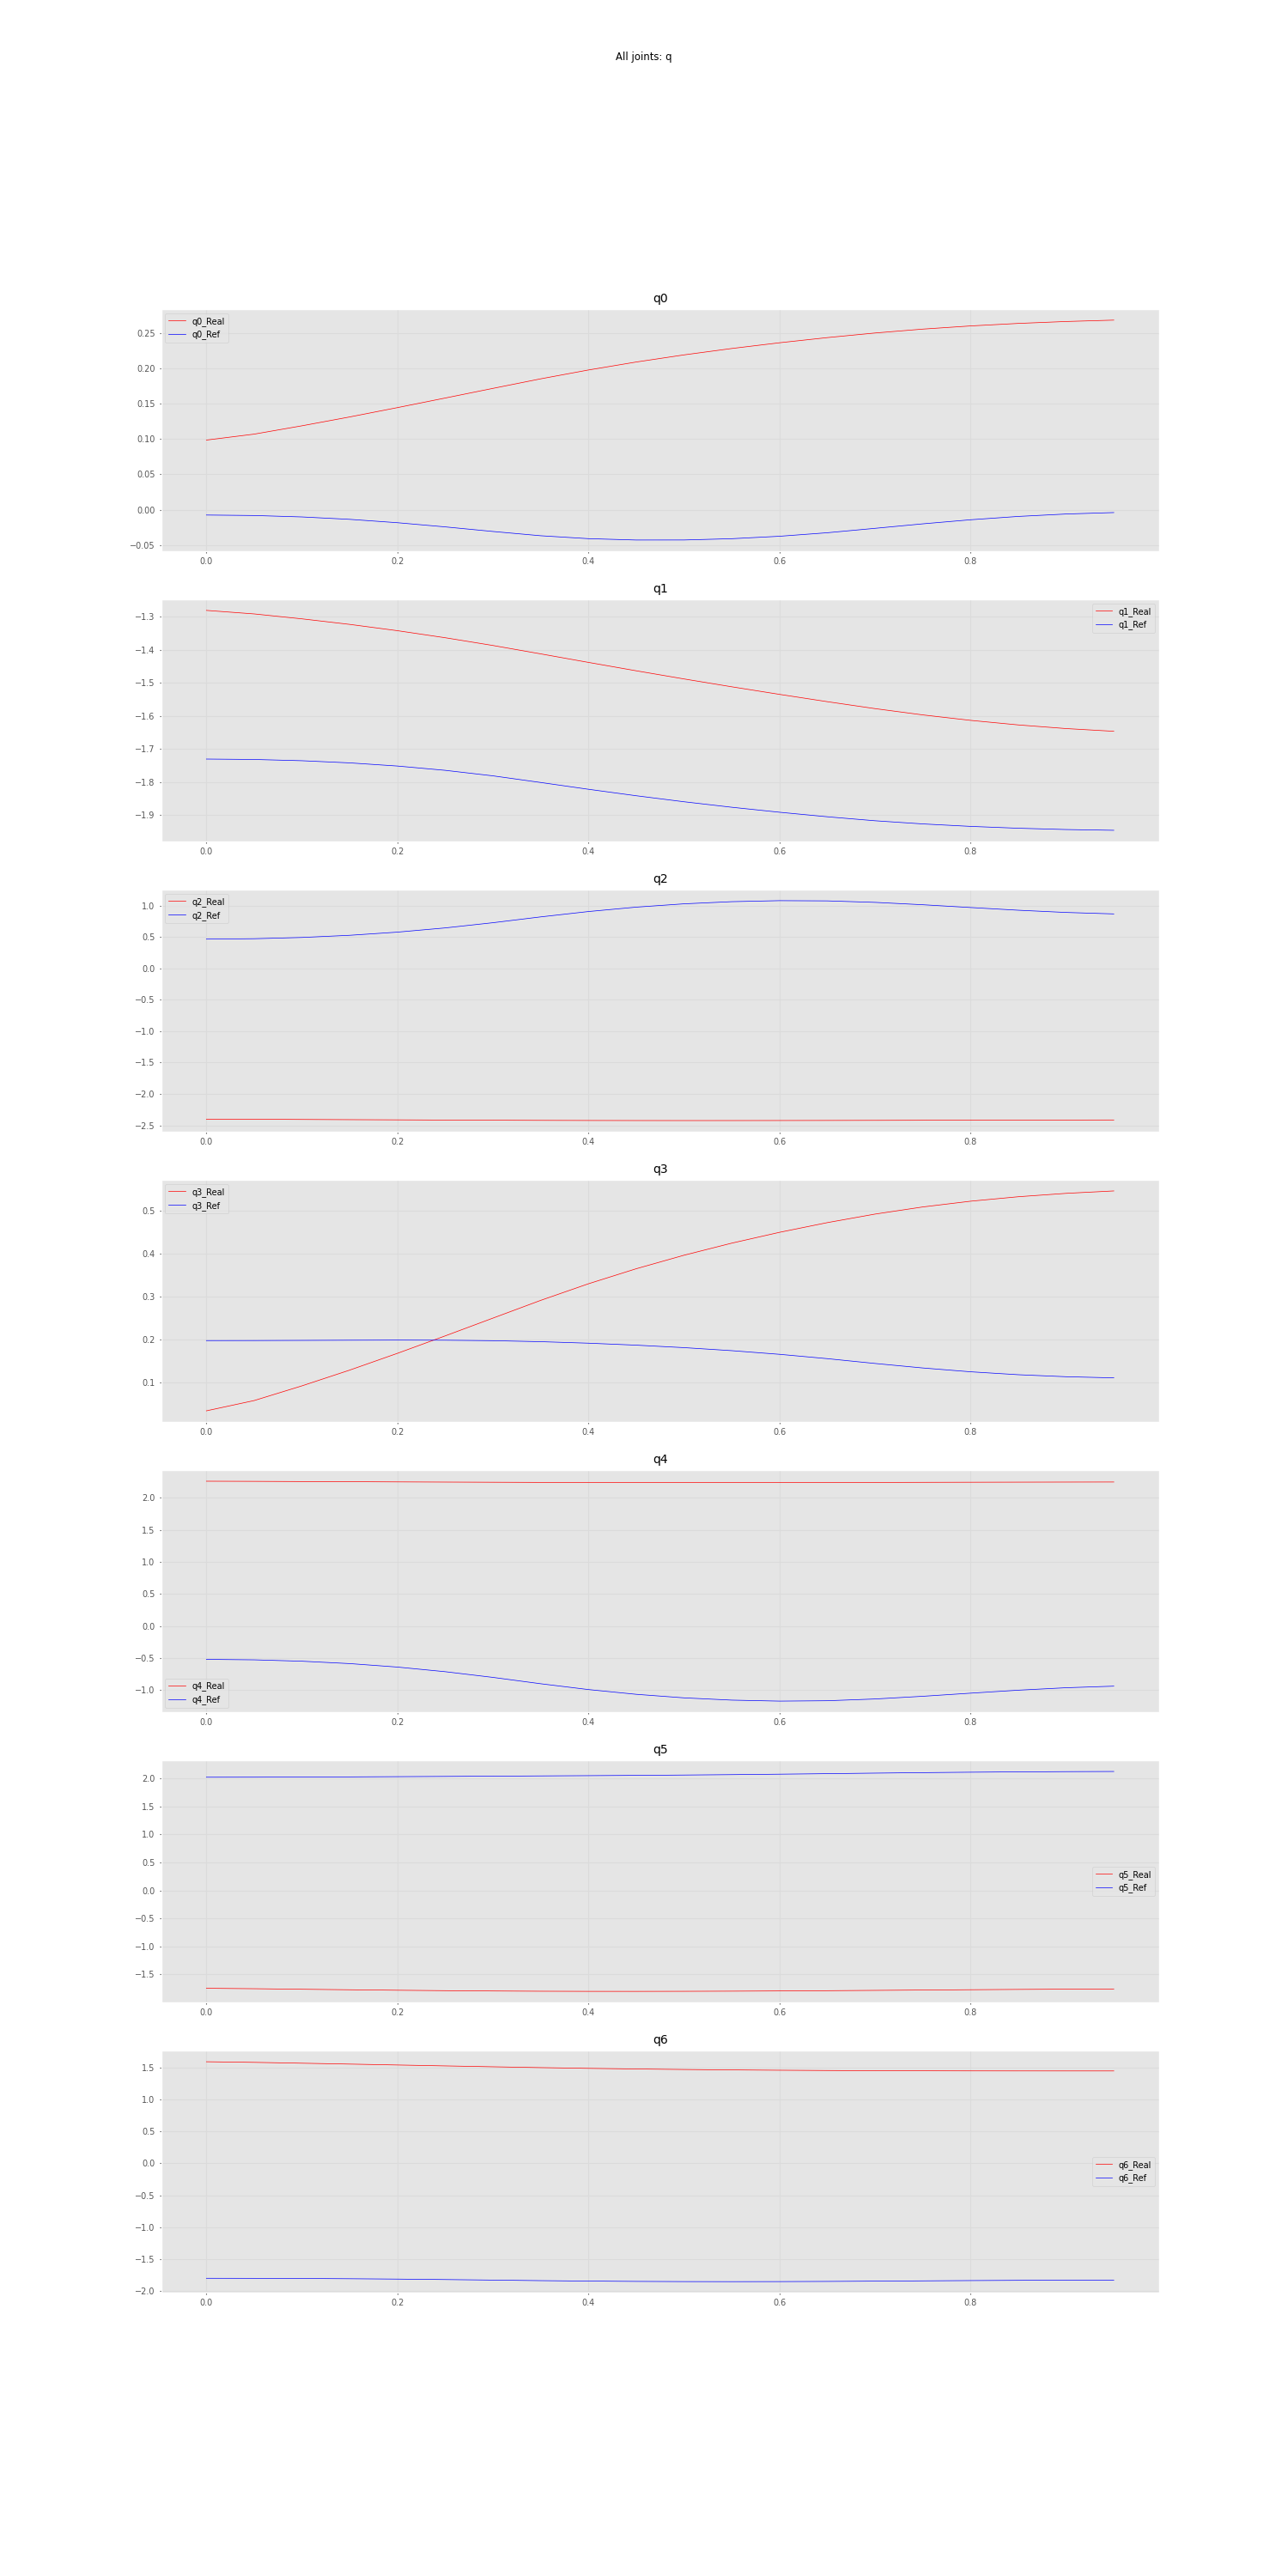 All joints: q
q0
q0_Real
q0_Ref
0.25
0.20
0.15
0.10
0.05
0.00
−0.05
0.0 0.2 0.4 0.6 0.8
q1
q1_Real
q1_Ref
−1.3
−1.4
−1.5
−1.6
−1.7
−1.8
−1.9
0.0 0.2 0.4 0.6 0.8
q2
q2_Real
q2_Ref
1.0
0.5
0.0
−0.5
−1.0
−1.5
−2.0
−2.5
0.0 0.2 0.4 0.6 0.8
q3
q3_Real
q3_Ref
0.5
0.4
0.3
0.2
0.1
0.0 0.2 0.4 0.6 0.8
q4
2.0
1.5
1.0
0.5
0.0
−0.5
−1.0
q4_Real
q4_Ref
0.0 0.2 0.4 0.6 0.8
q5
2.0
1.5
1.0
0.5
0.0
−0.5
−1.0
−1.5
q5_Real
q5_Ref
0.0 0.2 0.4 0.6 0.8
q6
1.5
1.0
0.5
0.0
−0.5
−1.0
−1.5
−2.0
q6_Real
q6_Ref
0.0 0.2 0.4 0.6 0.8